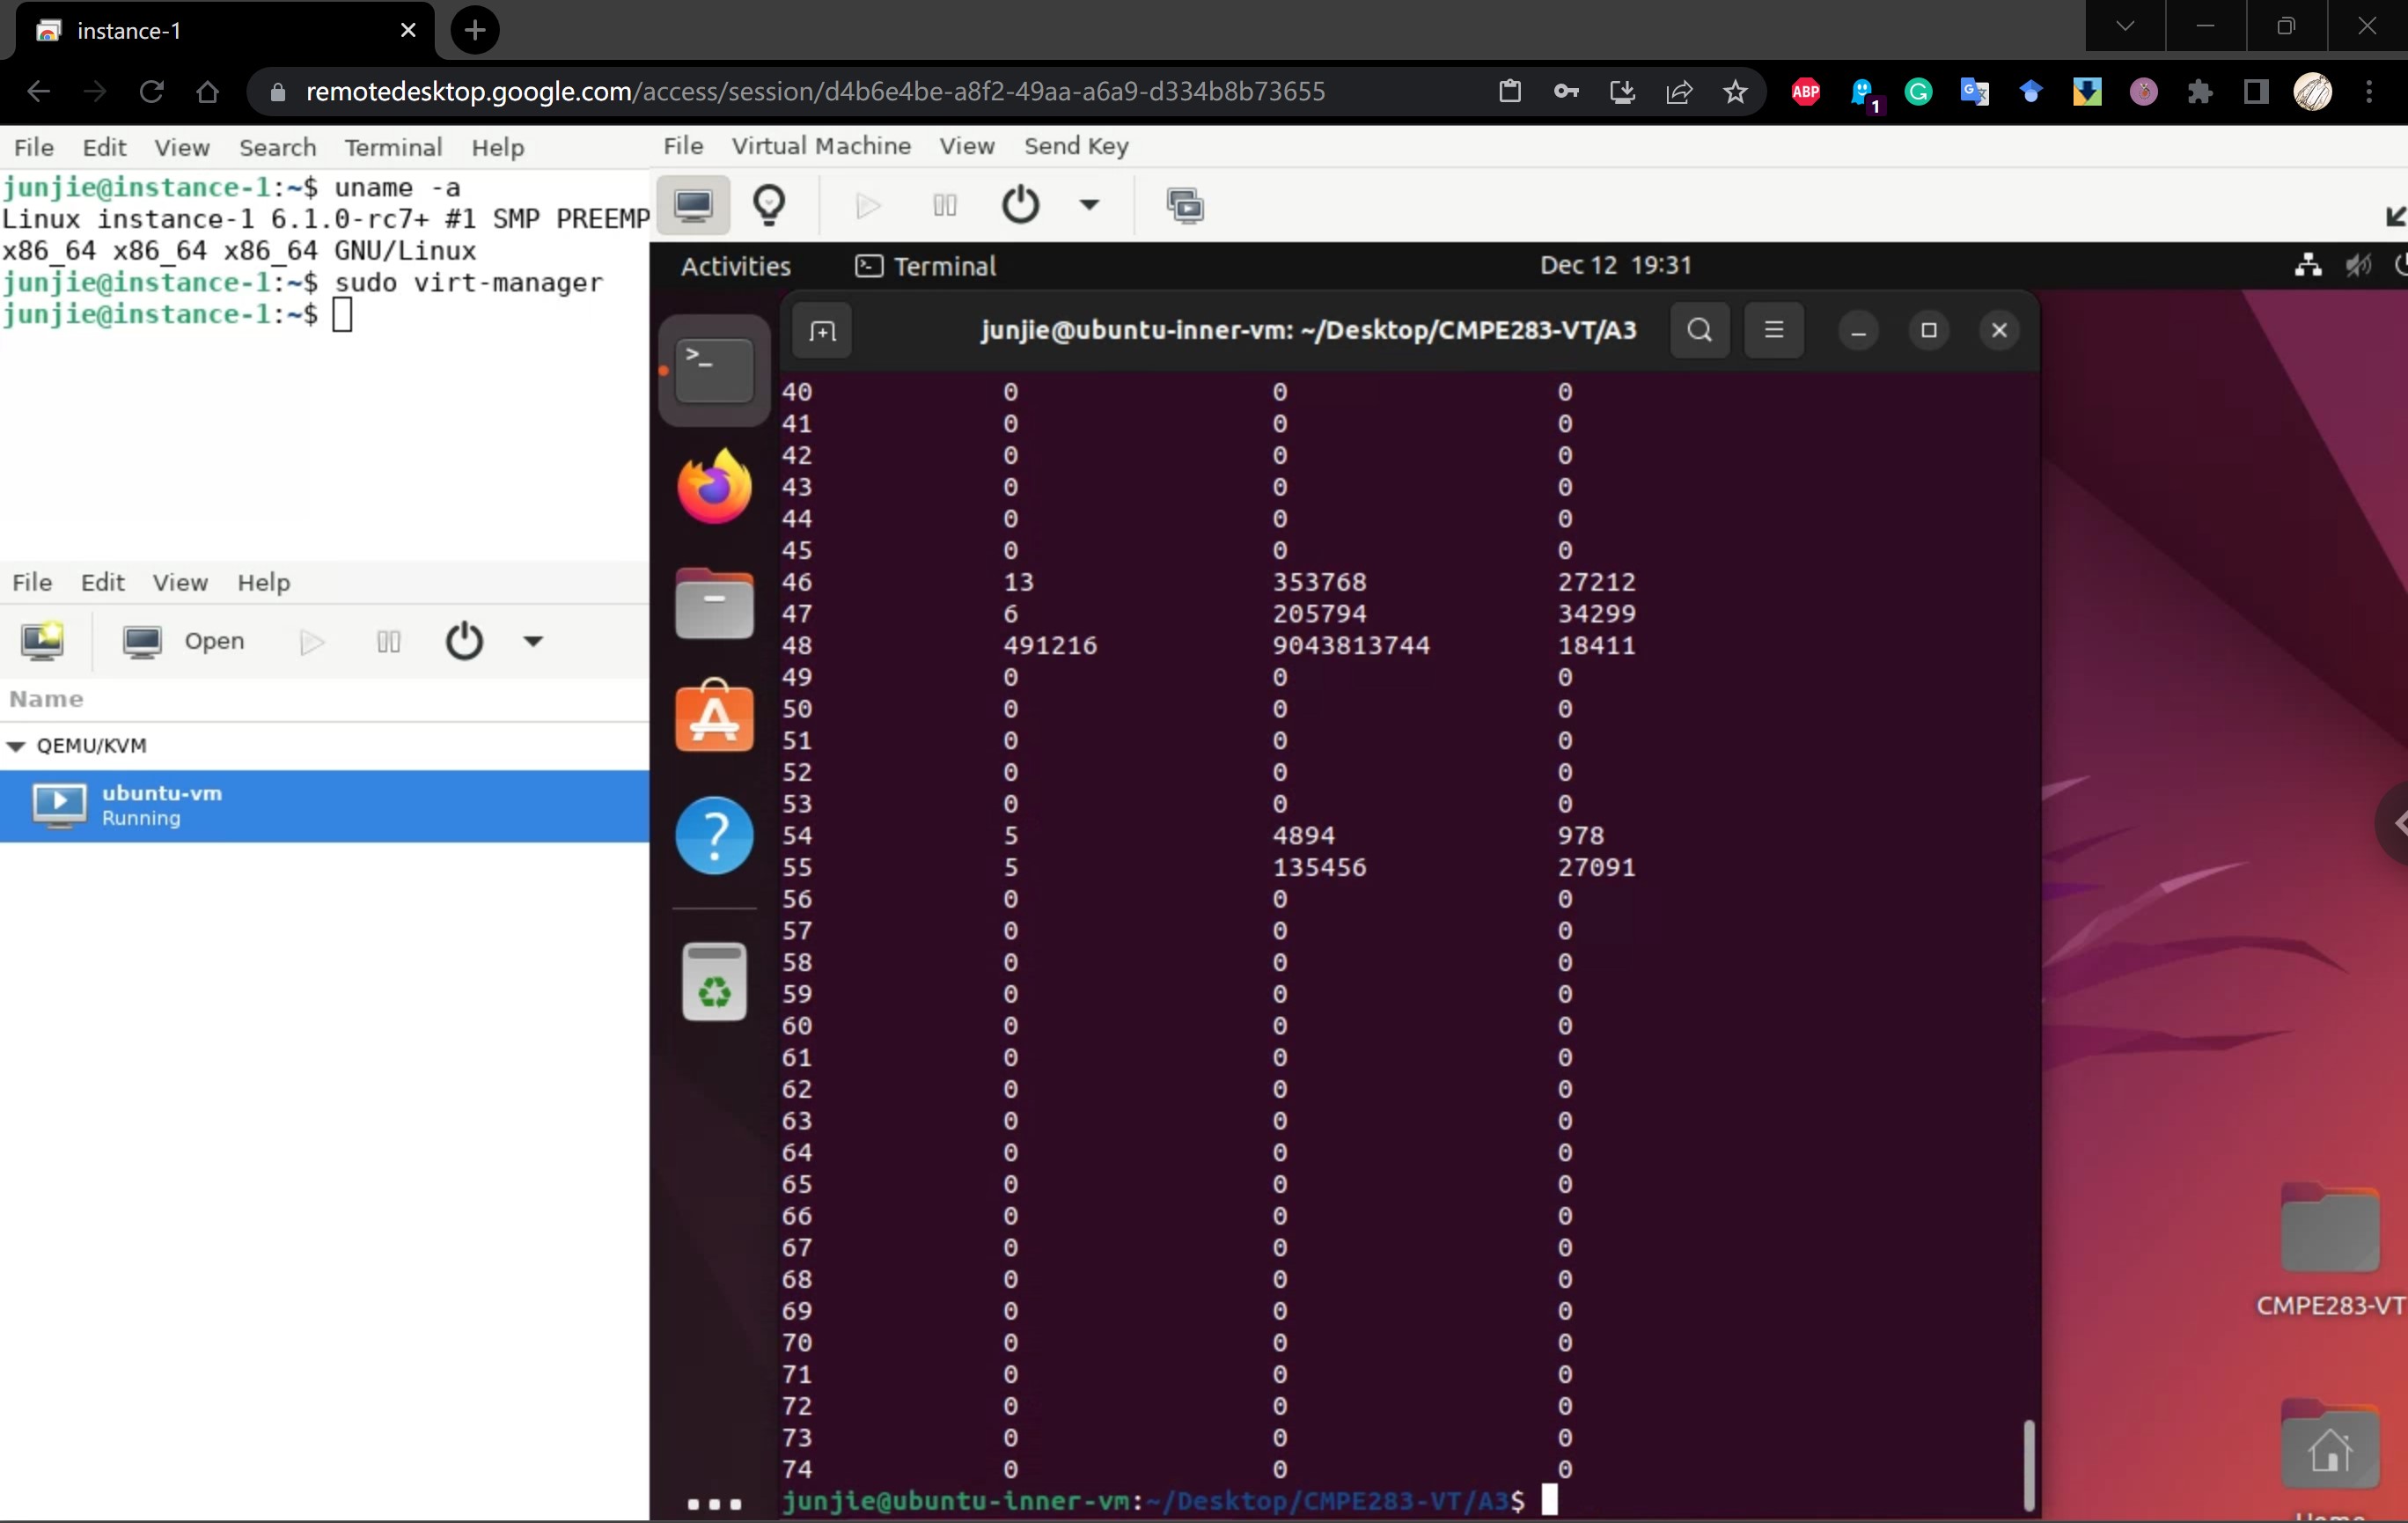 instance-1
remotedesktop.google.com/access/session/d4b6e4be-a8f2-49aa-a6a9-d334b8b73655
ABP
1
File Edit View Search Terminal Help
junjie@instance-1:~$ uname -a
Linux instance-1 6.1.0-rc7+ #1 SMP PREEMP
x86_64 x86_64 x86_64 GNU/Linux
junjie@instance-1:~$ sudo virt-manager
junjie@instance-1:~$
File Edit View Help
Open
Name
QEMU/KVM
ubuntu-vm
Running
File Virtual Machine View Send Key
Activities Terminal Dec 12 19:31
junjie@ubuntu-inner-vm: ~/Desktop/CMPE283-VT/A3
40 0 0 0
41 0 0 0
42 0 0 0
43 0 0 0
44 0 0 0
45 0 0 0
46 13 353768 27212
47 6 205794 34299
48 491216 9043813744 18411
49 0 0 0
50 0 0 0
51 0 0 0
52 0 0 0
53 0 0 0
54 5 4894 978
55 5 135456 27091
56 0 0 0
57 0 0 0
58 0 0 0
59 0 0 0
60 0 0 0
61 0 0 0
62 0 0 0
63 0 0 0
64 0 0 0
65 0 0 0
66 0 0 0
67 0 0 0
68 0 0 0
69 0 0 0
70 0 0 0
71 0 0 0
72 0 0 0
73 0 0 0
74 0 0 0
junjie@ubuntu-inner-vm:~/Desktop/CMPE283-VT/A3$
CMPE283-VT
Home